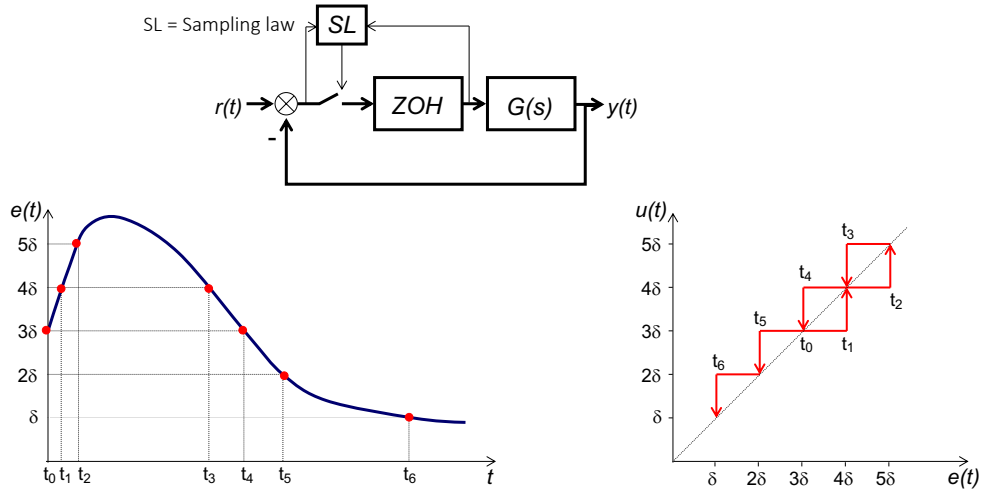 SL = Sampling law
SL
r(t)
ZOH
G(s)
y(t)
-
e(t)
5δ
4δ
3δ
2δ
δ
t₀ t₁ t₂ t₃ t₄ t₅ t₆ t
u(t)
5δ
4δ
3δ
2δ
δ
t₃
t₄
t₂
t₅
t₀
t₁
t₆
δ 2δ 3δ 4δ 5δ
e(t)